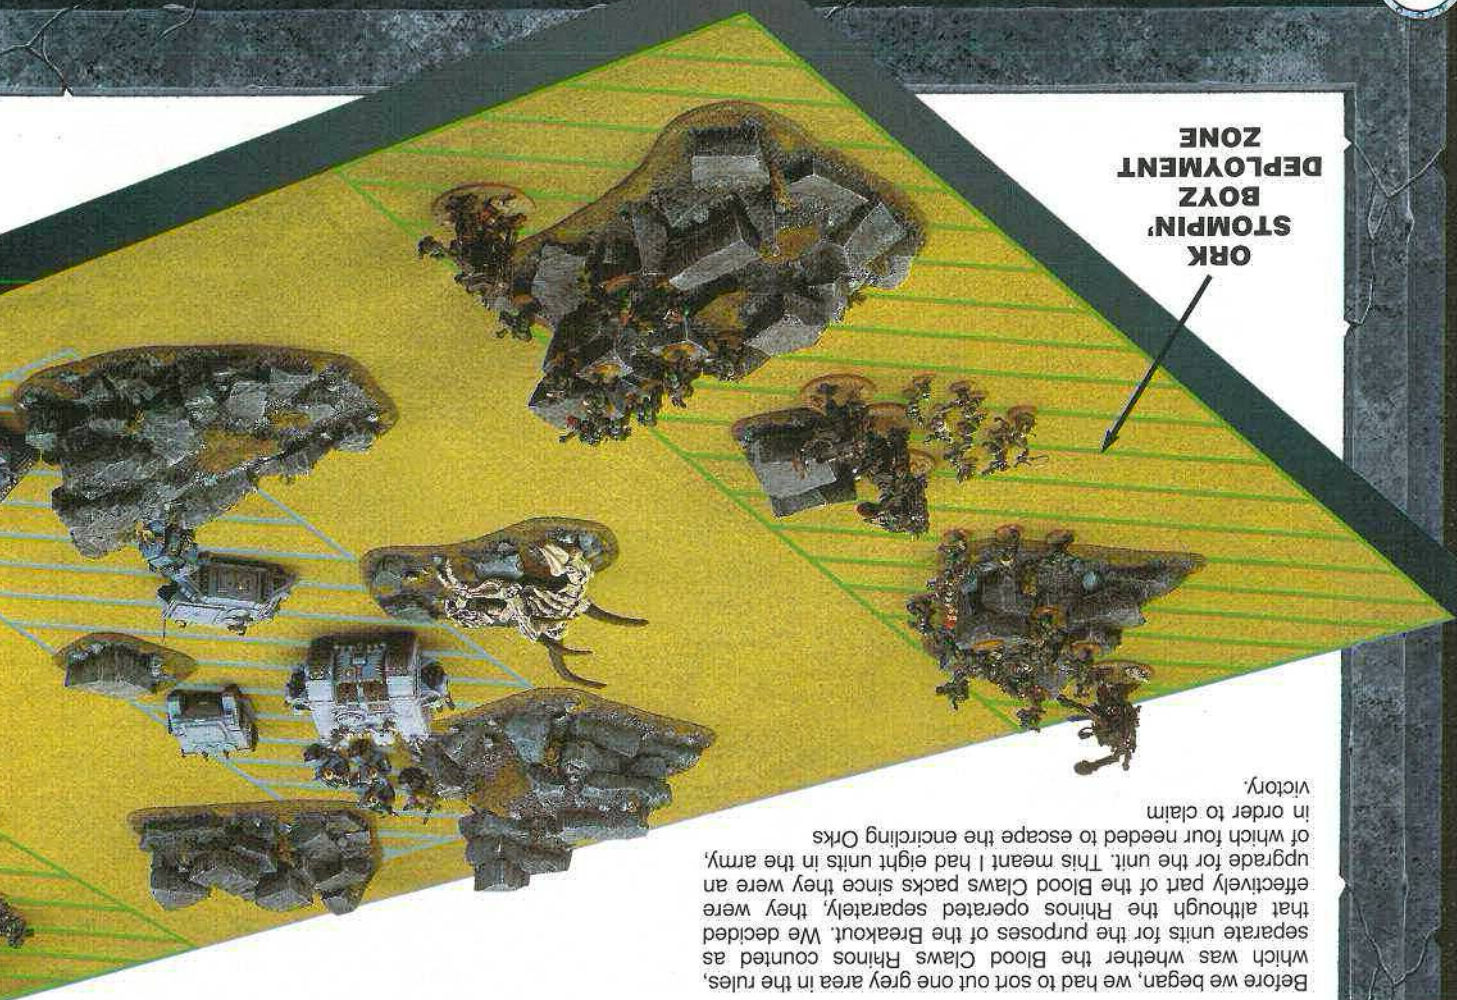 Before we began, we had to sort out one grey area in the rules,
which was whether the Blood Claws Rhinos counted as
separate units for the purposes of the Breakout. We decided
that although the Rhinos operated separately, they were
effectively part of the Blood Claws packs since they were an
upgrade for the unit. This meant I had eight units in the army,
of which four needed to escape the encircling Orks
in order to claim
victory.
ORK
STOMPIN'
BOYZ
DEPLOYMENT
ZONE